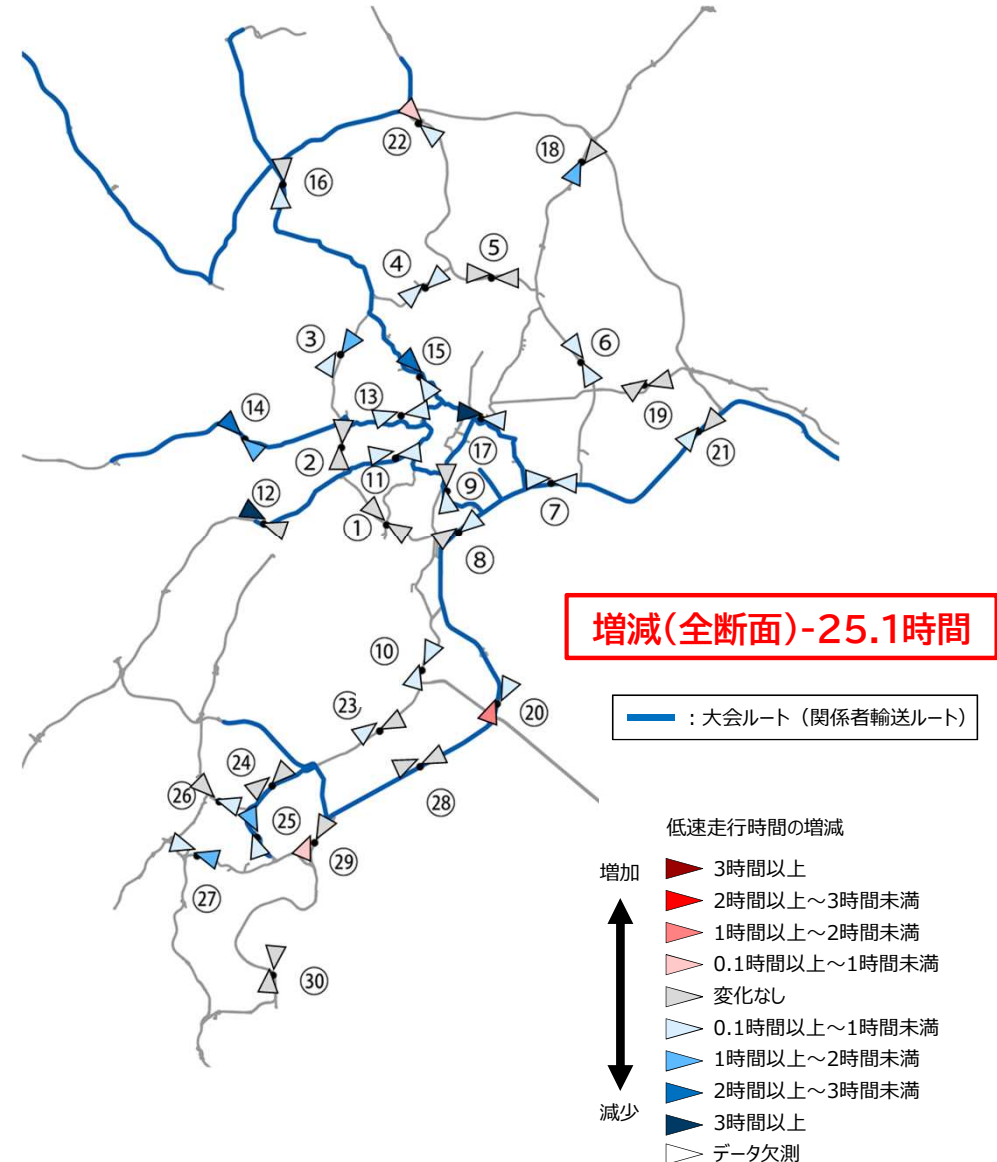 ㉒
⑱
⑯
⑤
④
③
⑥
⑮
⑬
⑭
⑲
⑰
㉑
②
⑪
⑨
⑫
⑦
①
⑧
増減(全断面)-25.1時間
⑩
⑳
：大会ルート（関係者輸送ルート）
㉓
㉔
㉘
㉖
㉕
低速走行時間の増減
㉙
増加
3時間以上
㉗
2時間以上～3時間未満
1時間以上～2時間未満
0.1時間以上～1時間未満
㉚
変化なし
0.1時間以上～1時間未満
1時間以上～2時間未満
2時間以上～3時間未満
減少
3時間以上
データ欠測